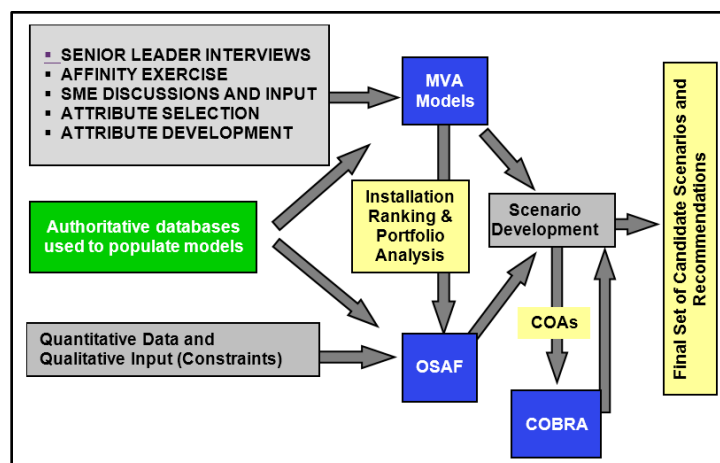 ▪ SENIOR LEADER INTERVIEWS
▪ AFFINITY EXERCISE
▪ SME DISCUSSIONS AND INPUT
▪ ATTRIBUTE SELECTION
▪ ATTRIBUTE DEVELOPMENT
MVA
Models
Authoritative databases
used to populate models
Installation
Ranking &
Portfolio
Analysis
Scenario
Development
Quantitative Data and
Qualitative Input (Constraints)
OSAF
COAs
COBRA
Final Set of Candidate Scenarios and
Recommendations